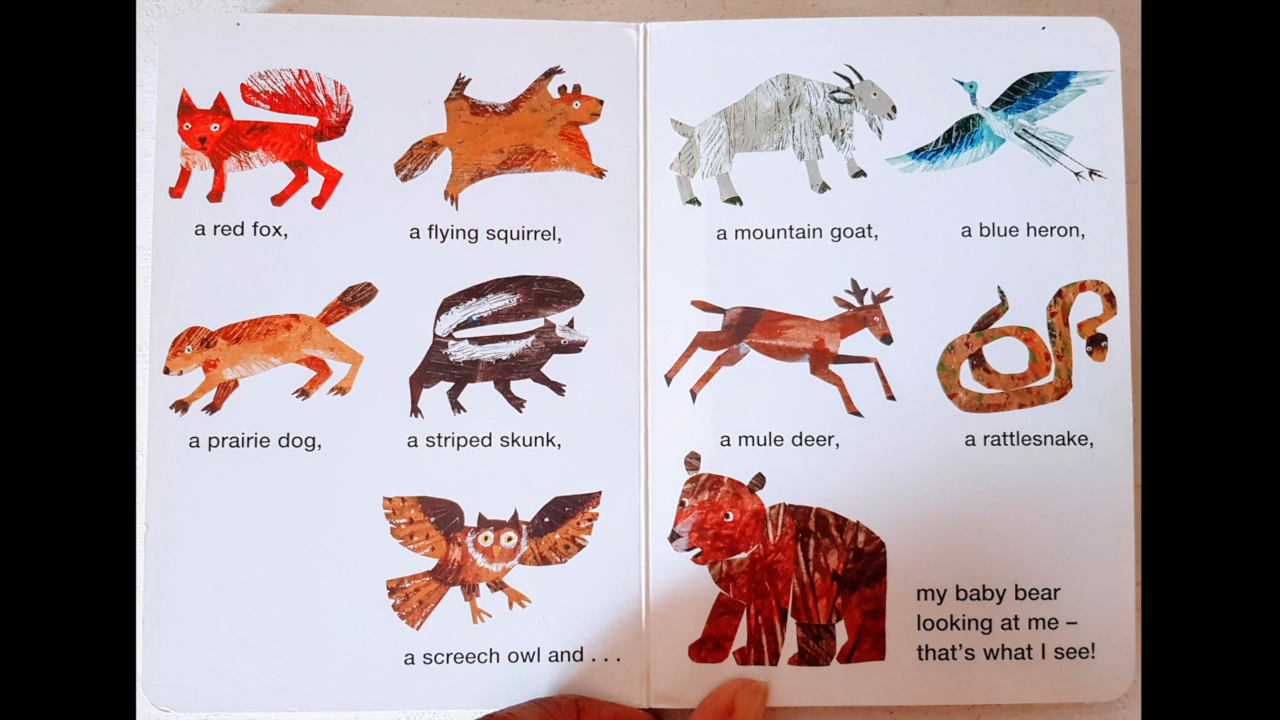 a red fox,
a flying squirrel,
a prairie dog,
a striped skunk,
a screech owl and . . .
a mountain goat,
a blue heron,
a mule deer,
a rattlesnake,
my baby bear
looking at me –
that's what I see!